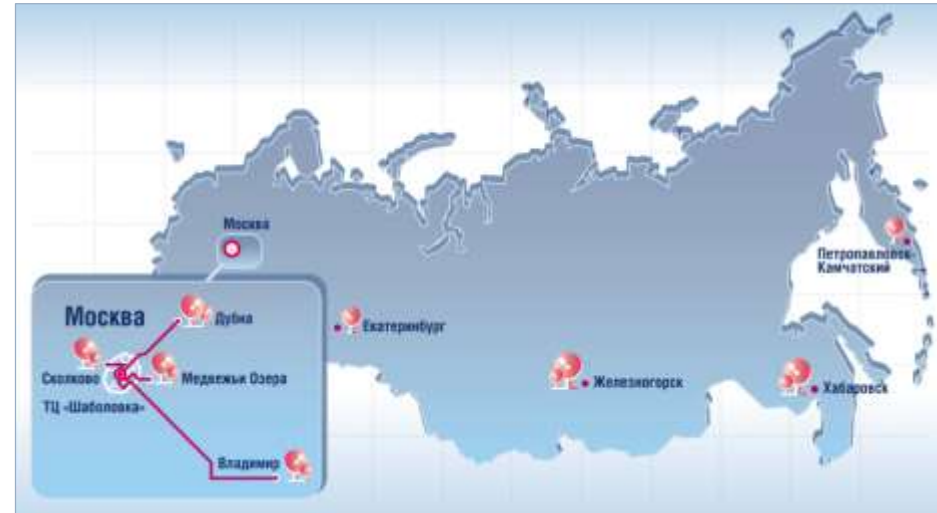 Москва
Петропавловск-
Камчатский
Москва
Дубна
Екатеринбург
Сколково
Медвежьи Озера
Железногорск
Хабаровск
ТЦ «Шаболовка»
Владимир